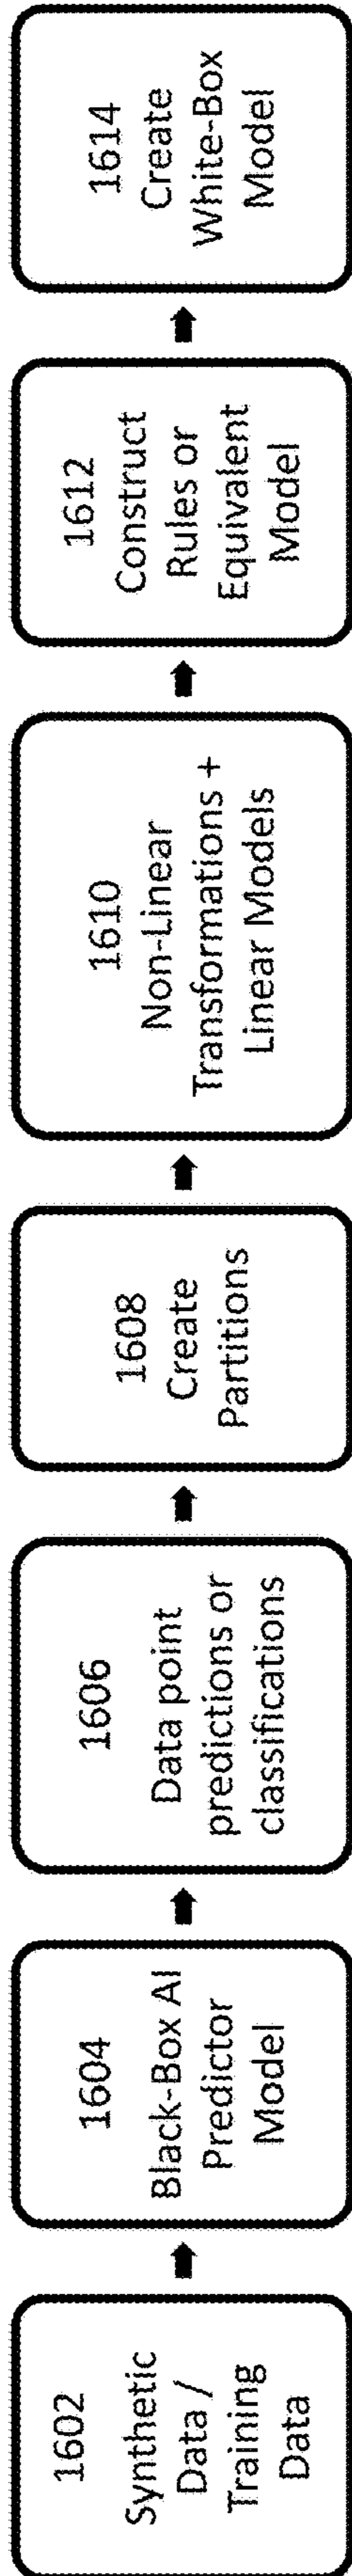 1602
Synthetic
Data /
Training
Data
1604
Black-Box AI
Predictor
Model
1606
Data point
predictions or
classifications
1608
Create
Partitions
1610
Non-Linear
Transformations +
Linear Models
1612
Construct
Rules or
Equivalent
Model
1614
Create
White-Box
Model